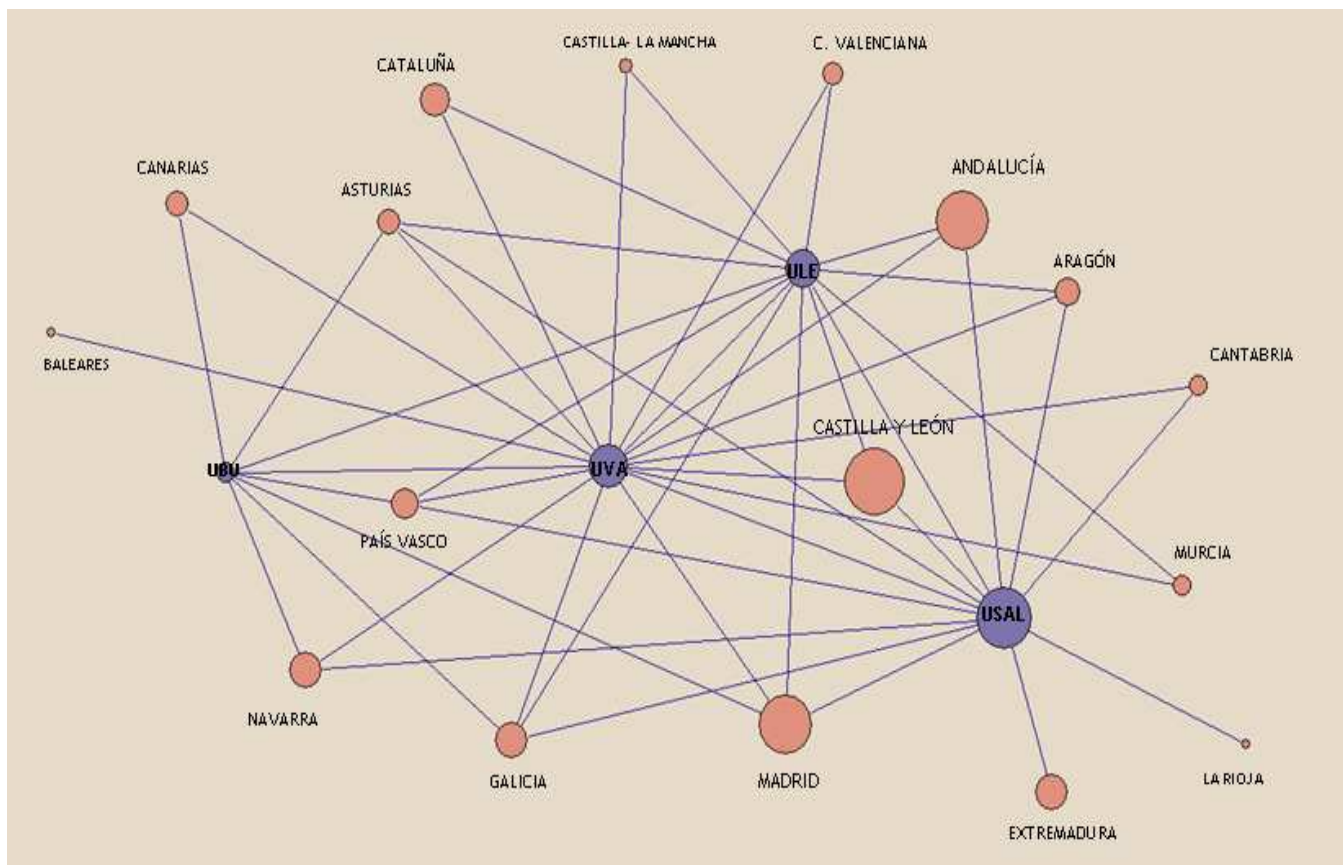 CASTILLA- LA MANCHA
C. VALENCIANA
CATALUÑA
CANARIAS
ASTURIAS
ANDALUCÍA
ULE
ARAGÓN
BALEARES
CANTABRIA
CASTILLA Y LEÓN
UBU
UVA
PAÍS VASCO
MURCIA
USAL
NAVARRA
GALICIA
MADRID
LA RIOJA
EXTREMADURA